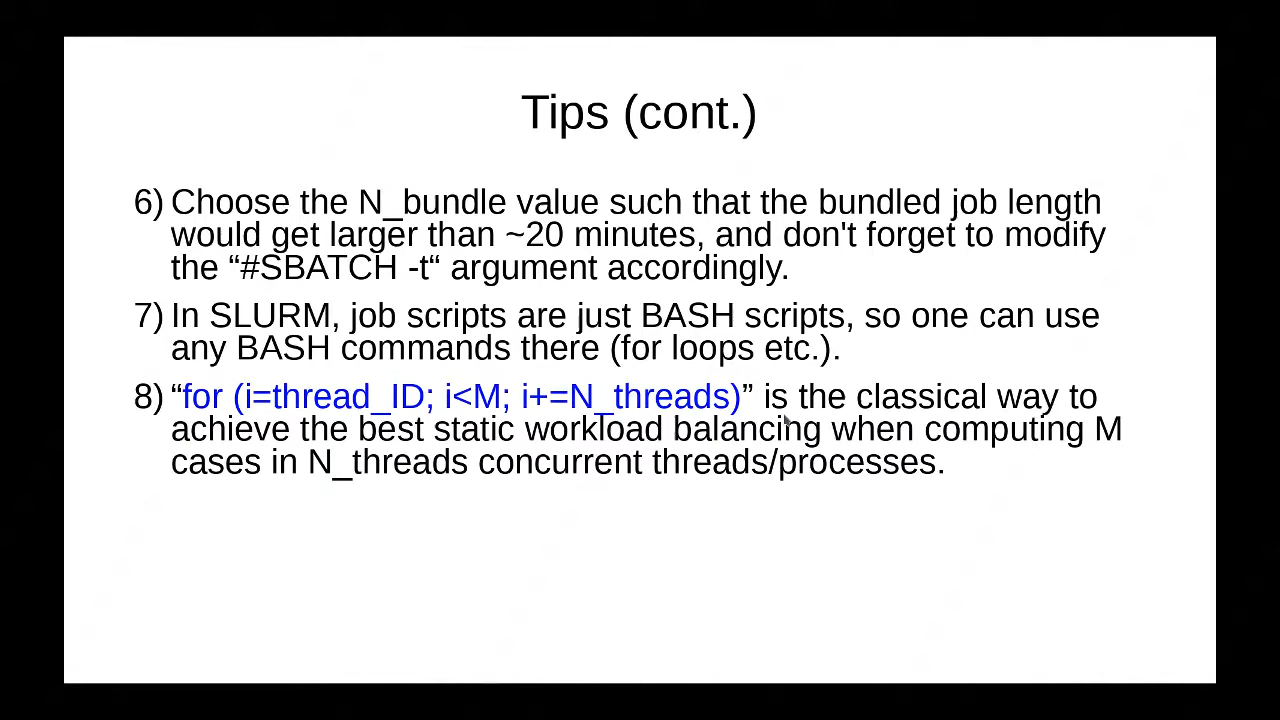 Tips (cont.)
6) Choose the N_bundle value such that the bundled job length
would get larger than ~20 minutes, and don't forget to modify
the “#SBATCH -t“ argument accordingly.
7) In SLURM, job scripts are just BASH scripts, so one can use
any BASH commands there (for loops etc.).
8) “for (i=thread_ID; i<M; i+=N_threads)” is the classical way to
achieve the best static workload balancing when computing M
cases in N_threads concurrent threads/processes.